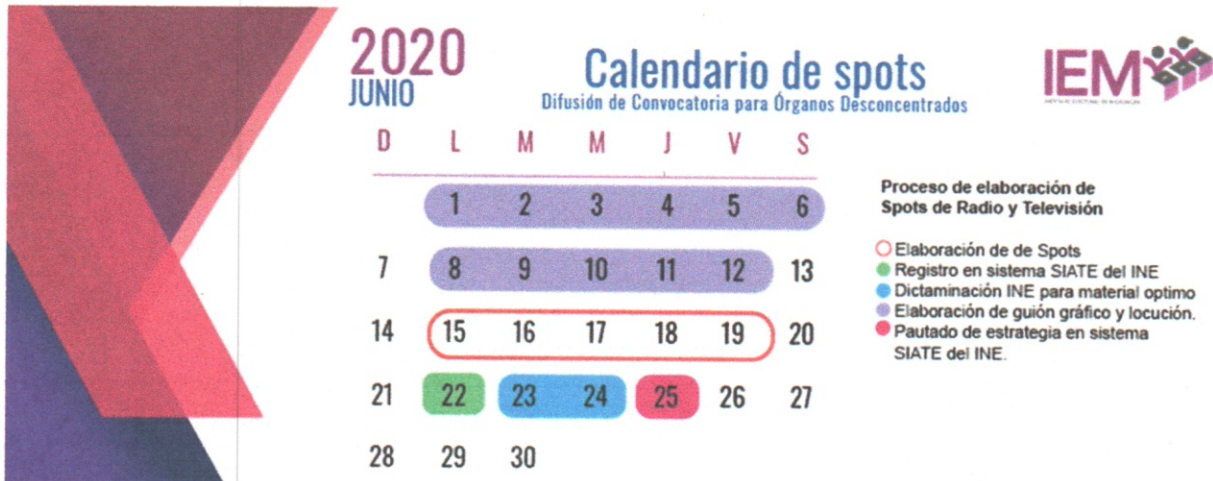 2020
JUNIO
Calendario de spots
Difusión de Convocatoria para Órganos Desconcentrados
IEM
INSTITUTO ELECTORAL DE MICHOACÁN
D L M M J V S
1 2 3 4 5 6
7 8 9 10 11 12 13
14 15 16 17 18 19 20
21 22 23 24 25 26 27
28 29 30
Proceso de elaboración de
Spots de Radio y Televisión
Elaboración de de Spots
Registro en sistema SIATE del INE
Dictaminación INE para material optimo
Elaboración de guión gráfico y locución.
Pautado de estrategia en sistema
SIATE del INE.